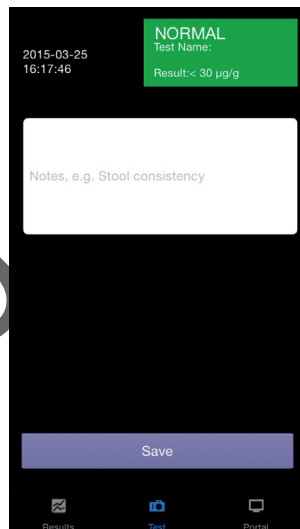 NORMAL
Test Name:
Result:< 30 µg/g
2015-03-25
16:17:46
Notes, e.g. Stool consistency
Save
Results
Test
Portal